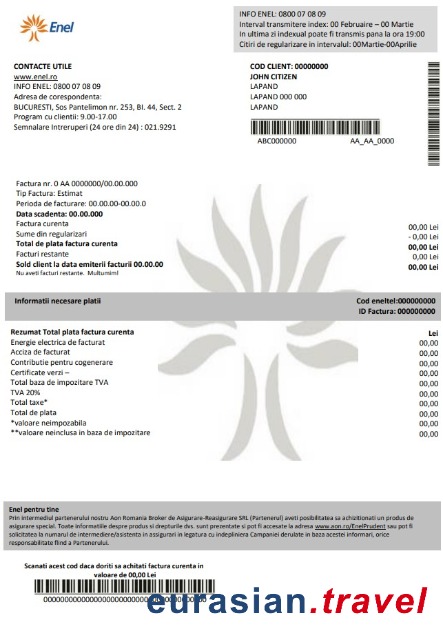 Enel
INFO ENEL: 0800 07 08 09
Interval transmitere index: 00 Februaire – 00 Martie
In ultima zi indexual poate fi transmis pana la ora 19:00
Citiri de regularizare in intervalul: 00Martie-00Aprilie
CONTACTE UTILE
www.enel.ro
INFO ENEL: 0800 07 08 09
Adresa de corespondenta:
BUCURESTI, Sos Pantelimon nr. 253, Bl. 44, Sect. 2
Program cu clientii: 9.00-17.00
Semnalare Intreruperi (24 ore din 24) : 021.9291
COD CLIENT: 00000000
JOHN CITIZEN
LAPAND
LAPAND 000 000
LAPAND
ABC000000 AA_AA_0000
Factura nr. 0 AA 0000000/00.00.000
Tip Factura: Estimat
Perioda de facturare: 00.00.00-00.00.0
Data scadenta: 00.00.000
Factura curenta 00,00 Lei
Sume din regularizari - 0,00 Lei
Total de plata factura curenta 00,00 Lei
Facturi restante 0,00 Lei
Sold client la data emiterii facturii 00.00.00 00,00 Lei
Nu aveti facturi restante. Multumim!
Informatii necesare platii Cod eneltel:000000000
ID Factura: 000000000
Rezumat Total plata factura curenta Lei
Energie electrica de facturat 00,00
Acciza de facturat 00,00
Contributie pentru cogenerare 00,00
Certificate verzi – 00,00
Total baza de impozitare TVA 00,00
TVA 20% 00,00
Total taxe* 00,00
Total de plata 00,00
*valoare neimpozabila 00,00
**valoare neinclusa in baza de impozitare 00,00
Enel pentru tine
Prin Intermediul partenerului nostru Aon Romania Broker de Asigurare-Reasigurare SRL (Partenerul) aveti posibilitatea sa achizitionati un produs de
asigurare special. Toate informatiile despre produs si drepturile dvs. sunt prezentate si pot fi accesate la adresa www.aon.ro/EnelPrudent sau pot fi
solicitate la numarul de intermediere/asistenta in asigurari in legatura cu indeplinirea Campaniei derulate in baza acestei informari, orice
responsabilitate fiind a Partenerului.
Scanati acest cod daca doriti sa achitati factura curenta in
valoare de 00,00 Lei
eurasian.travel